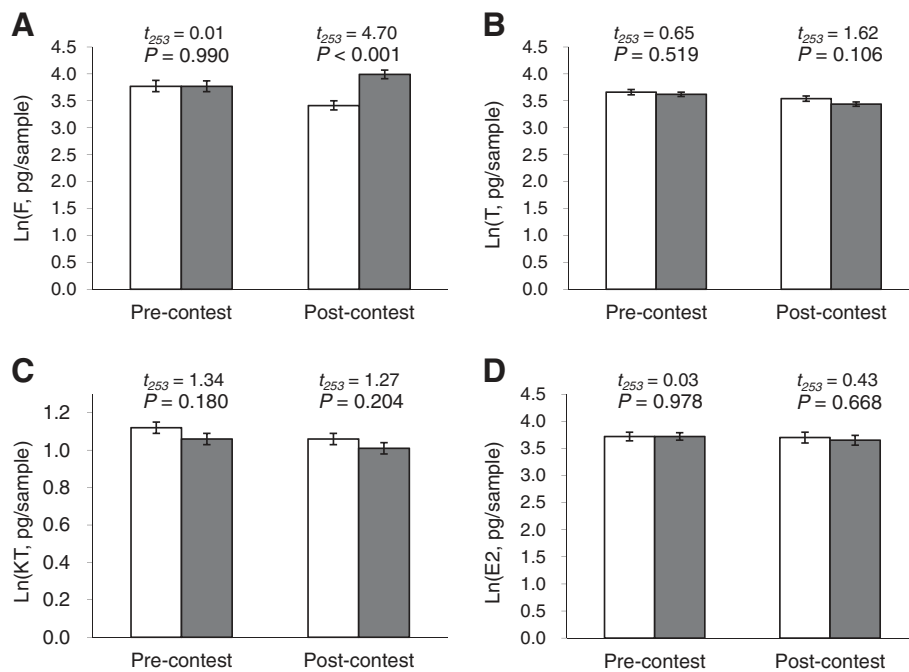 A
t253 = 0.01
P = 0.990
t253 = 4.70
P < 0.001
Ln(F, pg/sample)
4.5
4.0
3.5
3.0
2.5
2.0
1.5
1.0
0.5
0.0
Pre-contest
Post-contest
B
t253 = 0.65
P = 0.519
t253 = 1.62
P = 0.106
Ln(T, pg/sample)
4.5
4.0
3.5
3.0
2.5
2.0
1.5
1.0
0.5
0.0
Pre-contest
Post-contest
C
t253 = 1.34
P = 0.180
t253 = 1.27
P = 0.204
Ln(KT, pg/sample)
1.2
1.0
0.8
0.6
0.4
0.2
0.0
Pre-contest
Post-contest
D
t253 = 0.03
P = 0.978
t253 = 0.43
P = 0.668
Ln(E2, pg/sample)
4.5
4.0
3.5
3.0
2.5
2.0
1.5
1.0
0.5
0.0
Pre-contest
Post-contest